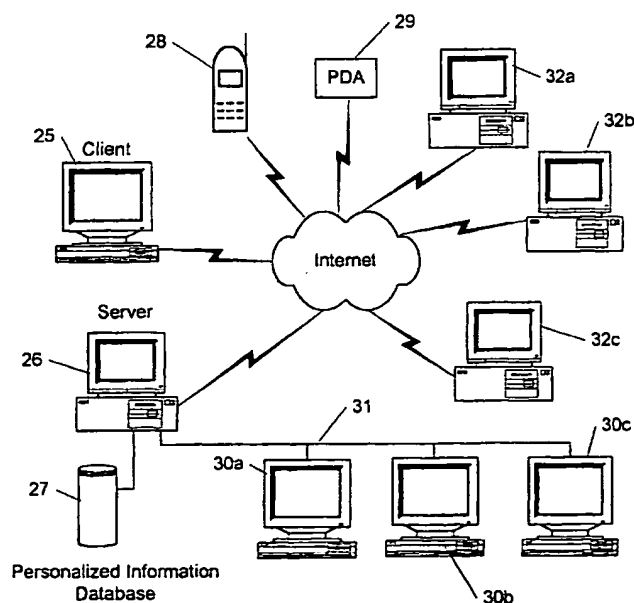 28
29
PDA
32a
25
Client
32b
Internet
Server
26
32c
31
30a
30c
27
Personalized Information
Database
30b